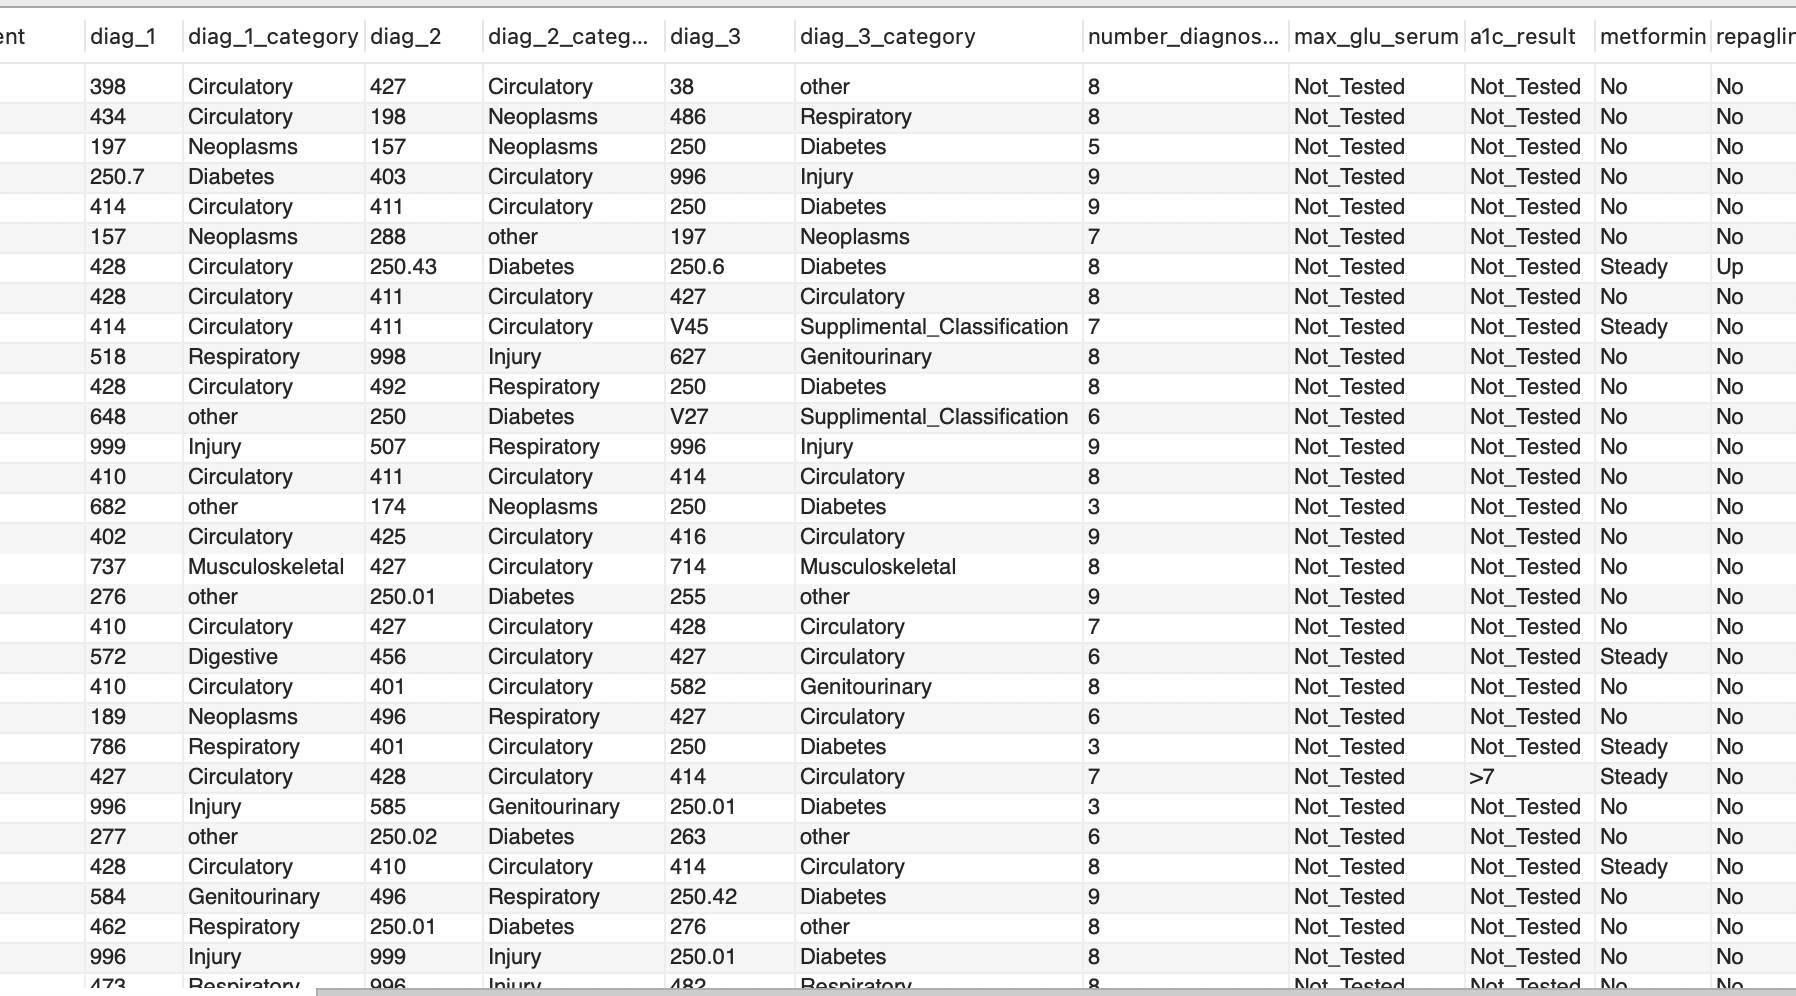 ent diag_1 diag_1_category diag_2 diag_2_categ... diag_3 diag_3_category number_diagnos... max_glu_serum a1c_result metformin repaglin
398 Circulatory 427 Circulatory 38 other 8 Not_Tested Not_Tested No No
434 Circulatory 198 Neoplasms 486 Respiratory 8 Not_Tested Not_Tested No No
197 Neoplasms 157 Neoplasms 250 Diabetes 5 Not_Tested Not_Tested No No
250.7 Diabetes 403 Circulatory 996 Injury 9 Not_Tested Not_Tested No No
414 Circulatory 411 Circulatory 250 Diabetes 9 Not_Tested Not_Tested No No
157 Neoplasms 288 other 197 Neoplasms 7 Not_Tested Not_Tested No No
428 Circulatory 250.43 Diabetes 250.6 Diabetes 8 Not_Tested Not_Tested Steady Up
428 Circulatory 411 Circulatory 427 Circulatory 8 Not_Tested Not_Tested No No
414 Circulatory 411 Circulatory V45 Supplimental_Classification 7 Not_Tested Not_Tested Steady No
518 Respiratory 998 Injury 627 Genitourinary 8 Not_Tested Not_Tested No No
428 Circulatory 492 Respiratory 250 Diabetes 8 Not_Tested Not_Tested No No
648 other 250 Diabetes V27 Supplimental_Classification 6 Not_Tested Not_Tested No No
999 Injury 507 Respiratory 996 Injury 9 Not_Tested Not_Tested No No
410 Circulatory 411 Circulatory 414 Circulatory 8 Not_Tested Not_Tested No No
682 other 174 Neoplasms 250 Diabetes 3 Not_Tested Not_Tested No No
402 Circulatory 425 Circulatory 416 Circulatory 9 Not_Tested Not_Tested No No
737 Musculoskeletal 427 Circulatory 714 Musculoskeletal 8 Not_Tested Not_Tested No No
276 other 250.01 Diabetes 255 other 9 Not_Tested Not_Tested No No
410 Circulatory 427 Circulatory 428 Circulatory 7 Not_Tested Not_Tested No No
572 Digestive 456 Circulatory 427 Circulatory 6 Not_Tested Not_Tested Steady No
410 Circulatory 401 Circulatory 582 Genitourinary 8 Not_Tested Not_Tested No No
189 Neoplasms 496 Respiratory 427 Circulatory 6 Not_Tested Not_Tested No No
786 Respiratory 401 Circulatory 250 Diabetes 3 Not_Tested Not_Tested Steady No
427 Circulatory 428 Circulatory 414 Circulatory 7 Not_Tested >7 Steady No
996 Injury 585 Genitourinary 250.01 Diabetes 3 Not_Tested Not_Tested No No
277 other 250.02 Diabetes 263 other 6 Not_Tested Not_Tested No No
428 Circulatory 410 Circulatory 414 Circulatory 8 Not_Tested Not_Tested Steady No
584 Genitourinary 496 Respiratory 250.42 Diabetes 9 Not_Tested Not_Tested No No
462 Respiratory 250.01 Diabetes 276 other 8 Not_Tested Not_Tested No No
996 Injury 999 Injury 250.01 Diabetes 8 Not_Tested Not_Tested No No
473 Respiratory 996 Injury 482 Respiratory 8 Not_Tested Not_Tested No No